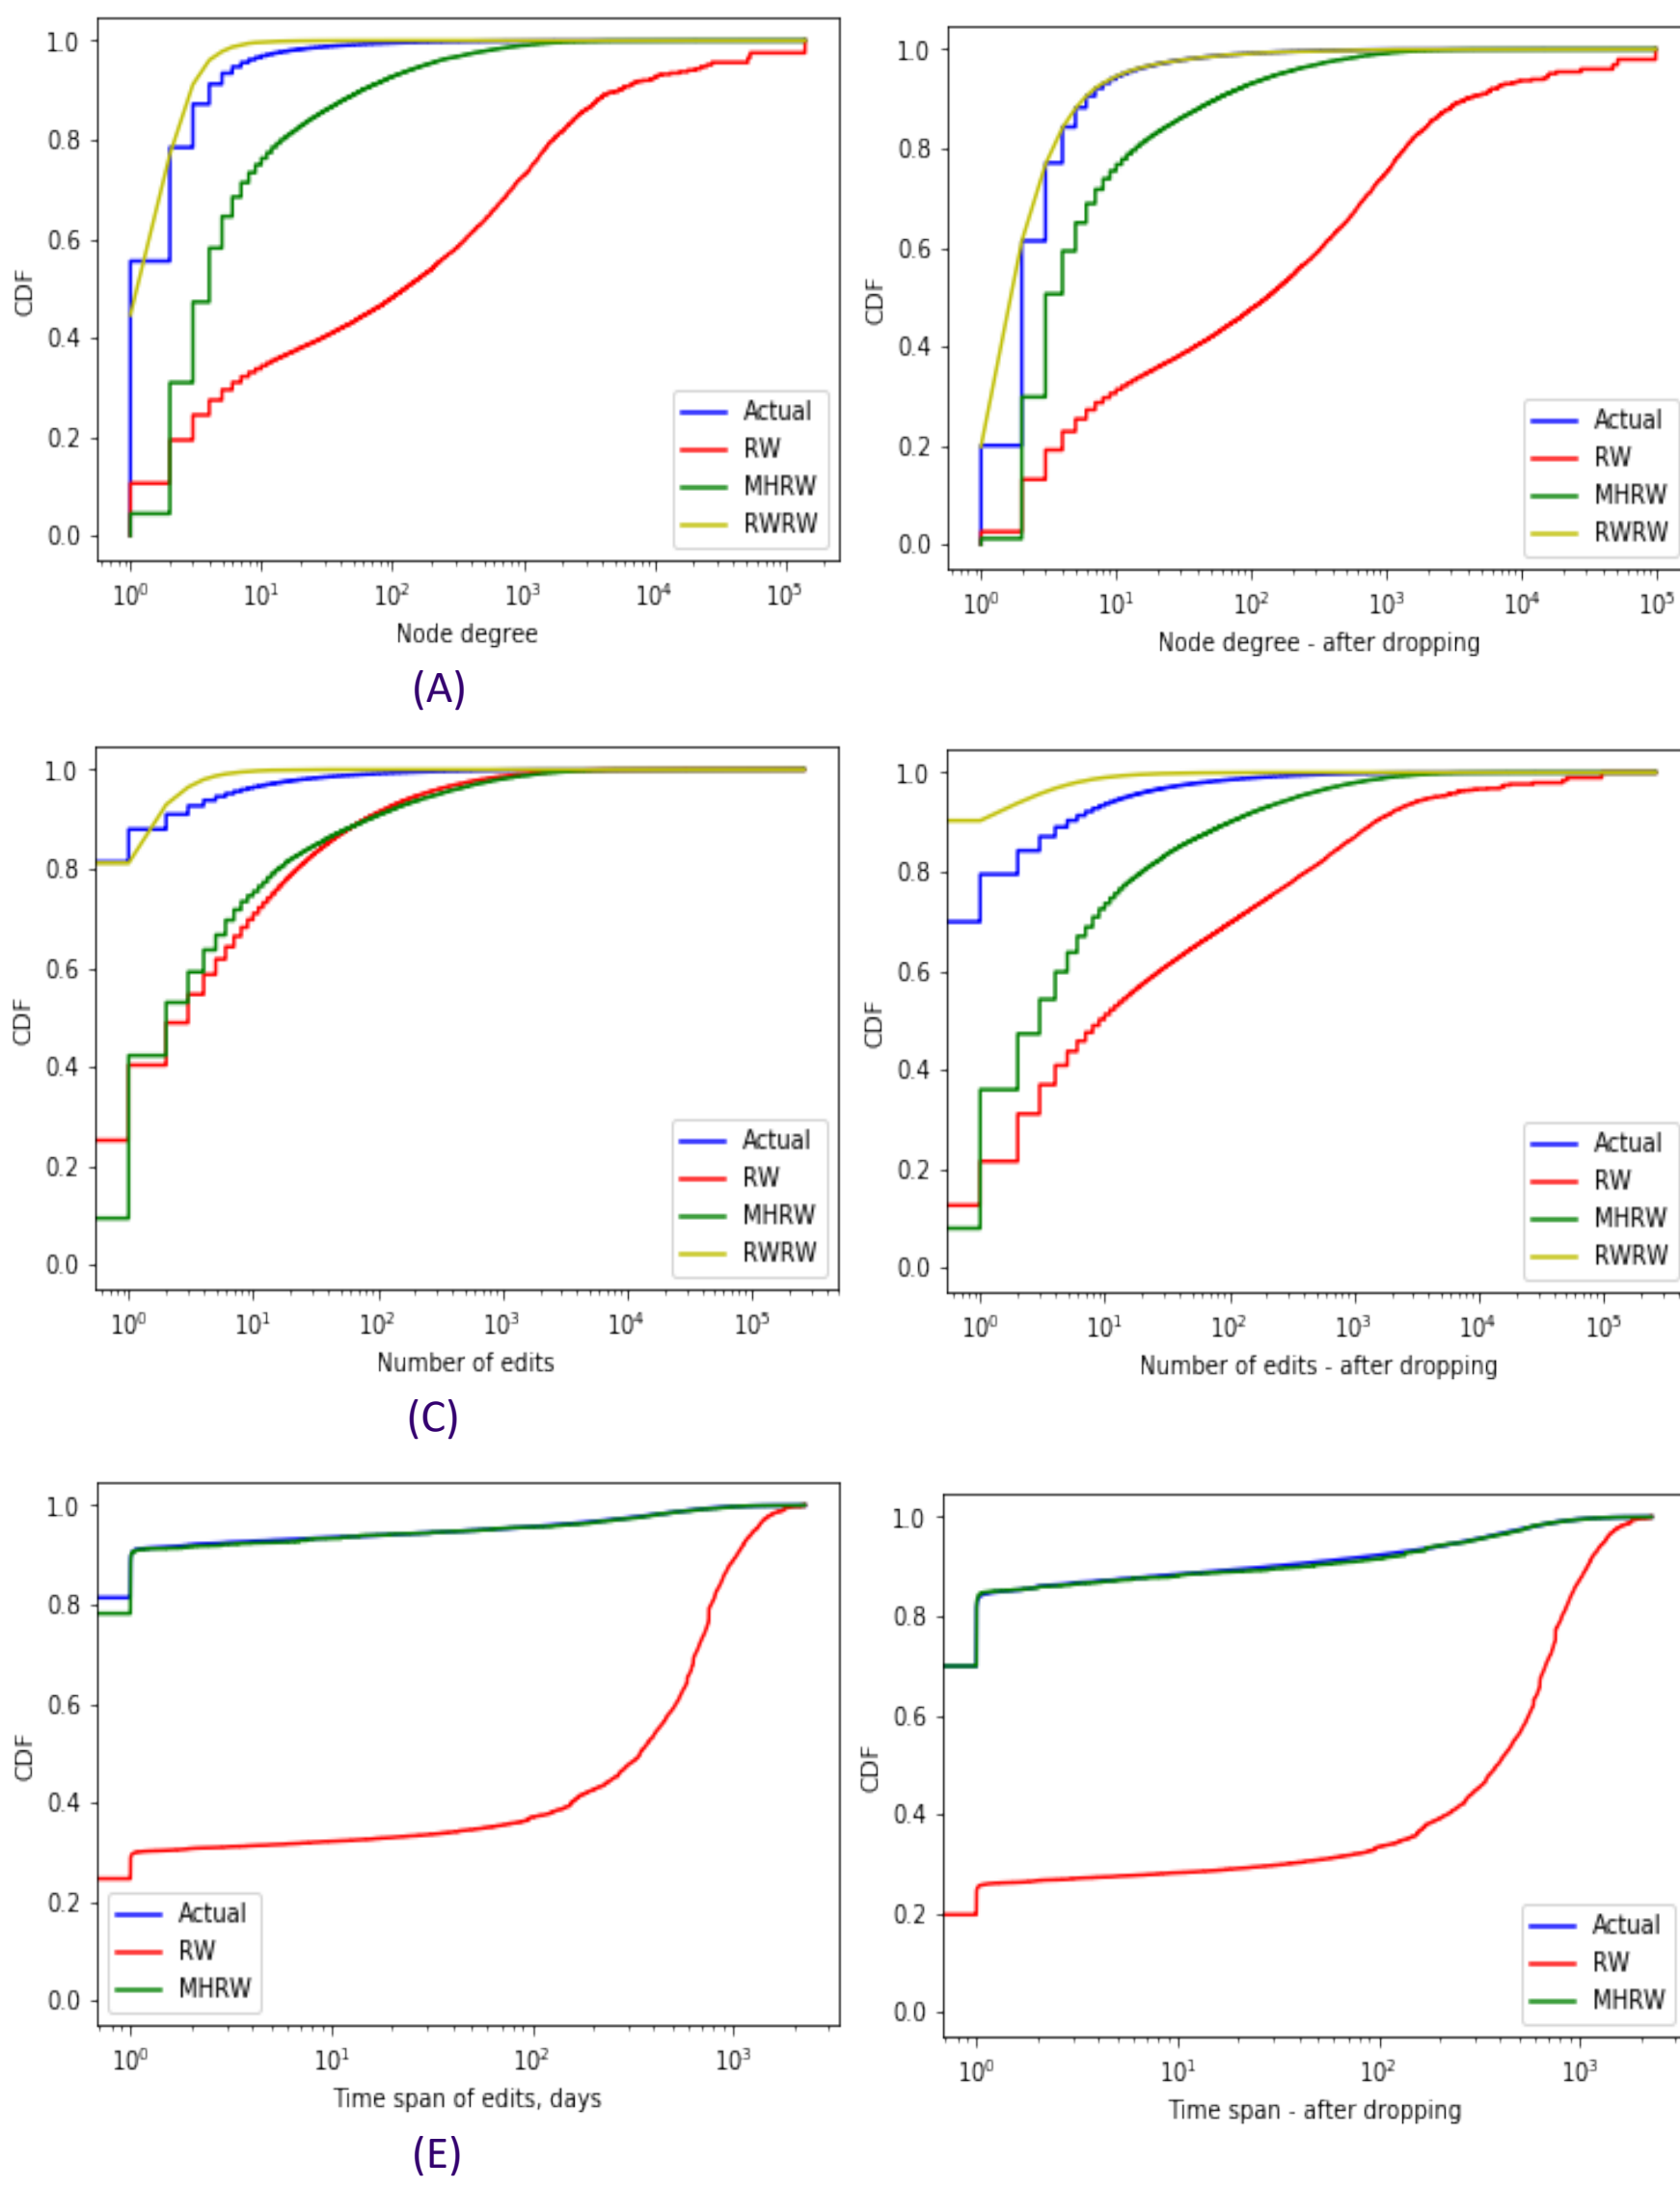 CDF
1.0
0.8
0.6
0.4
0.2
0.0
Actual
RW
MHRW
RWRW
10⁰ 10¹ 10² 10³ 10⁴ 10⁵
Node degree
(A)
CDF
1.0
0.8
0.6
0.4
0.2
0.0
Actual
RW
MHRW
RWRW
10⁰ 10¹ 10² 10³ 10⁴ 10⁵
Node degree - after dropping
CDF
1.0
0.8
0.6
0.4
0.2
0.0
Actual
RW
MHRW
RWRW
10⁰ 10¹ 10² 10³ 10⁴ 10⁵
Number of edits
(C)
CDF
1.0
0.8
0.6
0.4
0.2
0.0
Actual
RW
MHRW
RWRW
10⁰ 10¹ 10² 10³ 10⁴ 10⁵
Number of edits - after dropping
CDF
1.0
0.8
0.6
0.4
0.2
0.0
Actual
RW
MHRW
10⁰ 10¹ 10² 10³
Time span of edits, days
(E)
CDF
1.0
0.8
0.6
0.4
0.2
0.0
Actual
RW
MHRW
10⁰ 10¹ 10² 10³
Time span - after dropping